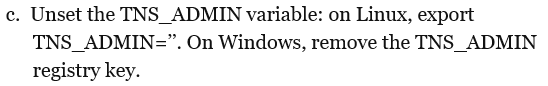 c. Unset the TNS_ADMIN variable: on Linux, export
TNS_ADMIN=”. On Windows, remove the TNS_ADMIN
registry key.